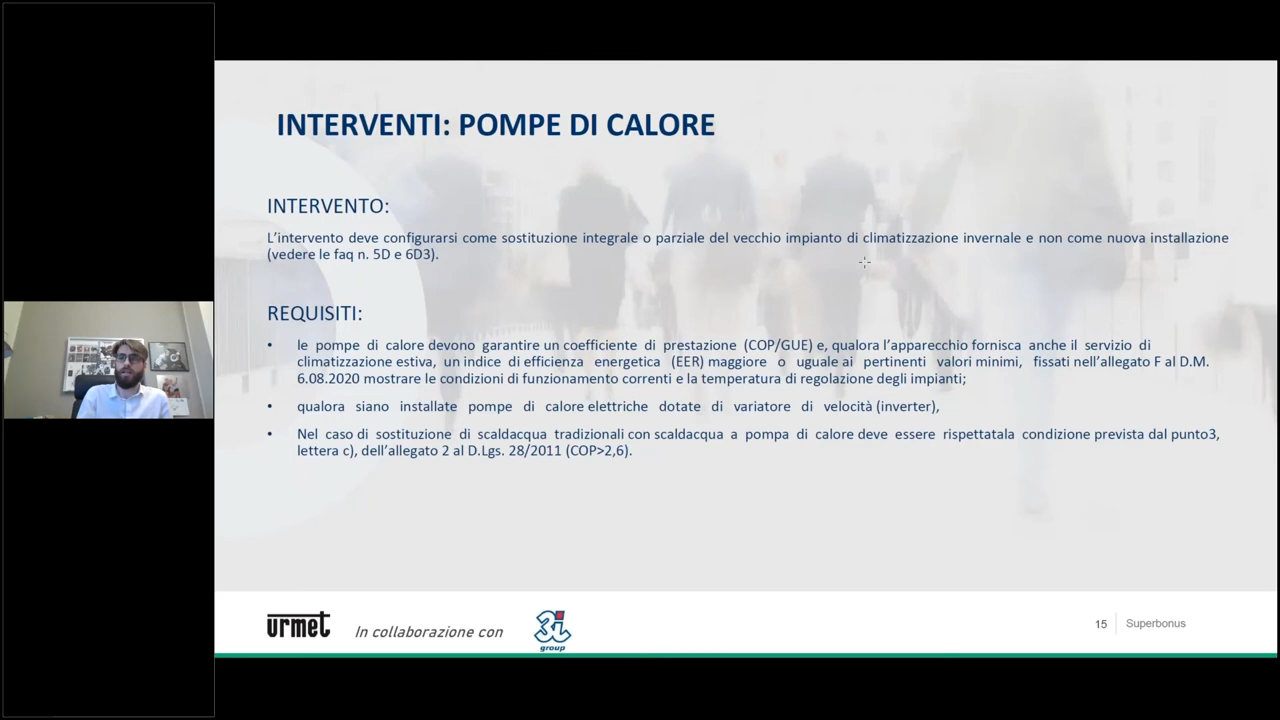 INTERVENTI: POMPE DI CALORE
INTERVENTO:
L'intervento deve configurarsi come sostituzione integrale o parziale del vecchio impianto di climatizzazione invernale e non come nuova installazione
(vedere le faq n. 5D e 6D3).
REQUISITI:
• le pompe di calore devono garantire un coefficiente di prestazione (COP/GUE) e, qualora l'apparecchio fornisca anche il servizio di
climatizzazione estiva, un indice di efficienza energetica (EER) maggiore o uguale ai pertinenti valori minimi, fissati nell'allegato F al D.M.
6.08.2020 mostrare le condizioni di funzionamento correnti e la temperatura di regolazione degli impianti;
• qualora siano installate pompe di calore elettriche dotate di variatore di velocità (inverter),
• Nel caso di sostituzione di scaldacqua tradizionali con scaldacqua a pompa di calore deve essere rispettatala condizione prevista dal punto3,
lettera c), dell'allegato 2 al D.Lgs. 28/2011 (COP>2,6).
urmet
In collaborazione con
3i
group
15
Superbonus